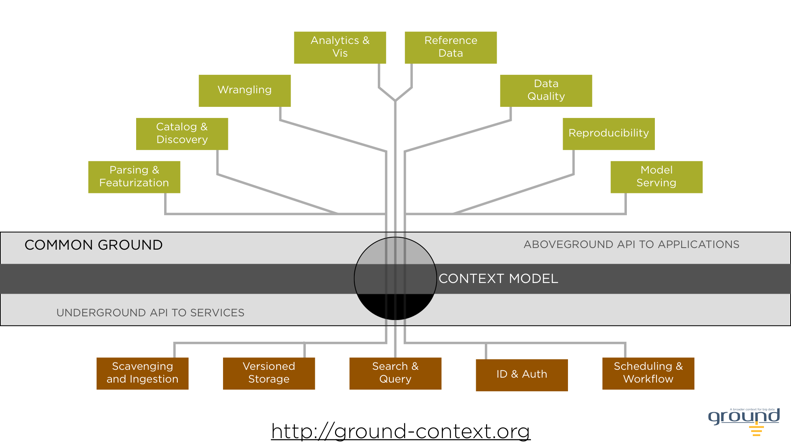 Analytics &
Vis
Reference
Data
Wrangling
Data
Quality
Catalog &
Discovery
Reproducibility
Parsing &
Featurization
Model
Serving
COMMON GROUND
ABOVEGROUND API TO APPLICATIONS
CONTEXT MODEL
UNDERGROUND API TO SERVICES
Scavenging
and Ingestion
Versioned
Storage
Search &
Query
ID & Auth
Scheduling &
Workflow
http://ground-context.org
ground